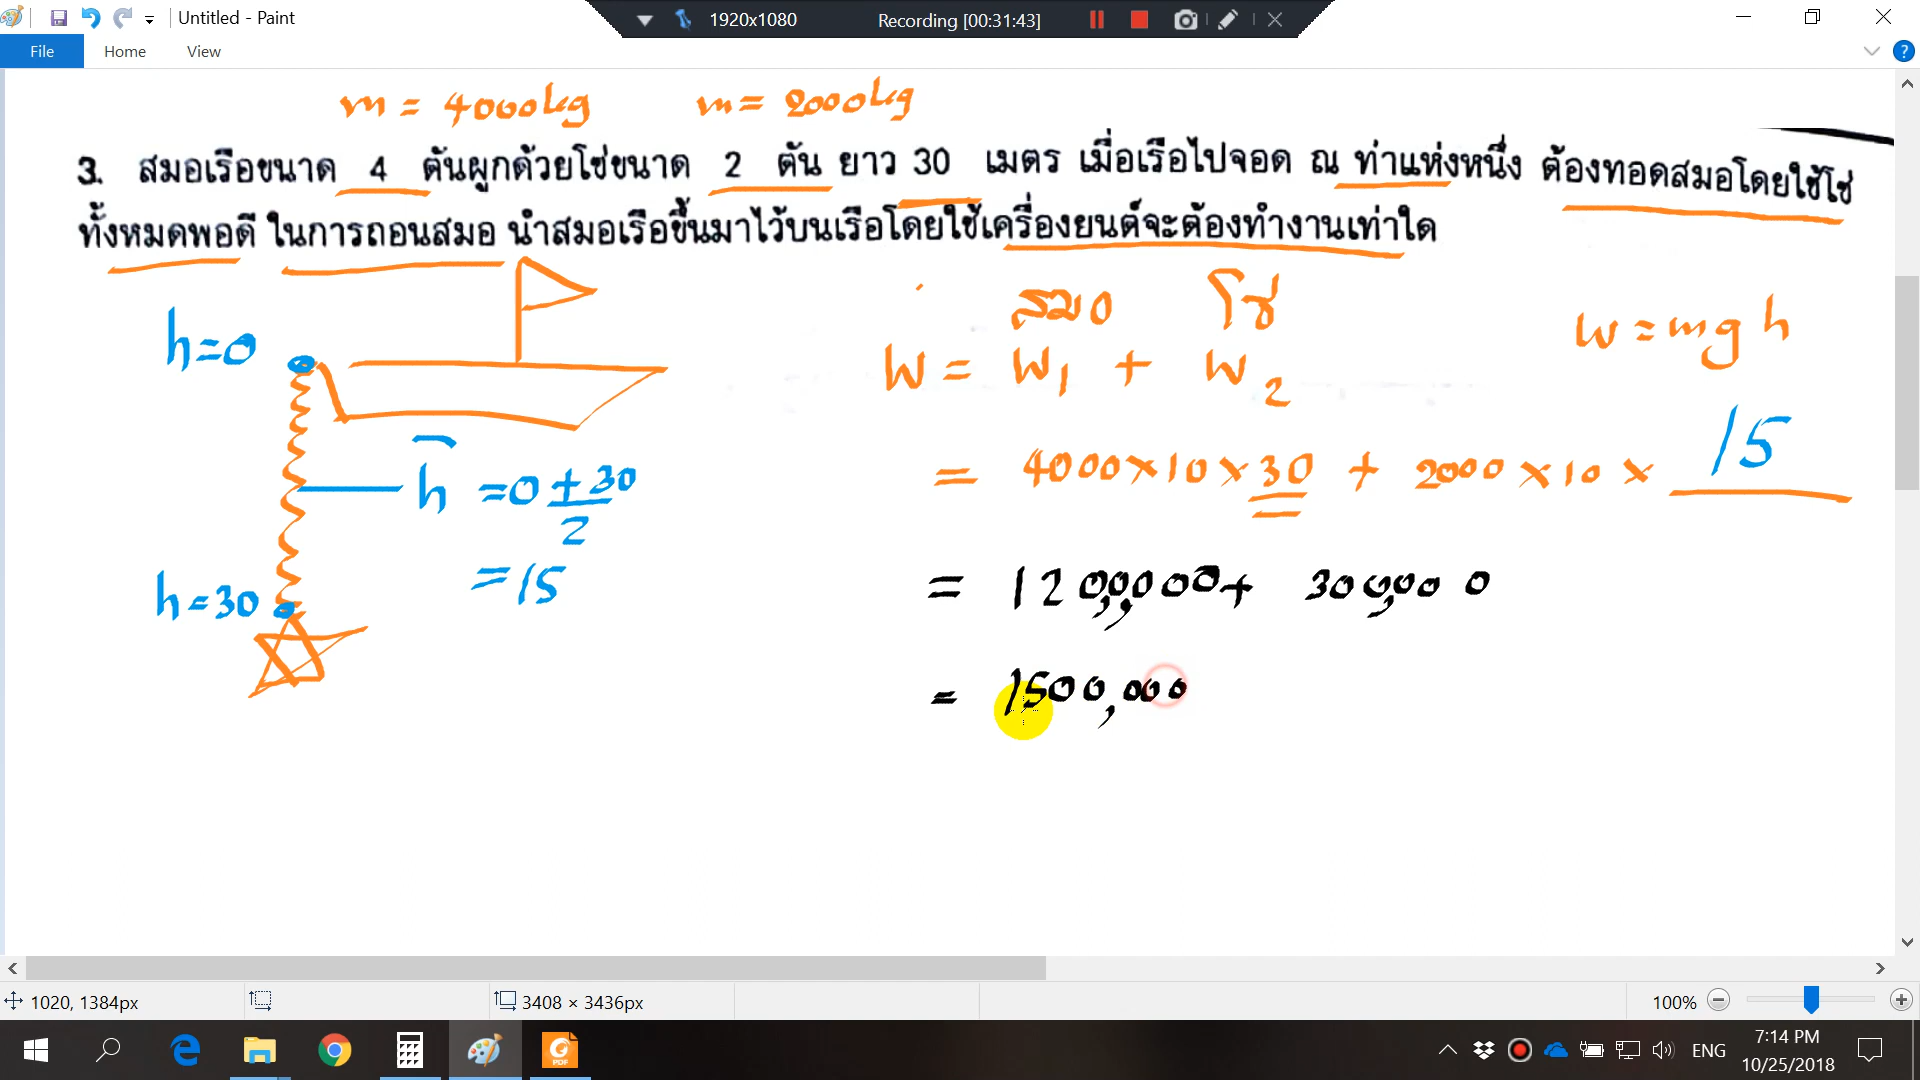 Untitled - Paint
1920x1080
Recording [00:31:43]
File Home View
m = 4000kg m = 2000kg
3. สมอเรือขนาด 4 ตันผูกด้วยโซ่ขนาด 2 ตัน ยาว 30 เมตร เมื่อเรือไปจอด ณ ท่าแห่งหนึ่ง ต้องทอดสมอโดยใช้โซ่
ทั้งหมดพอดี ในการถอนสมอ นำสมอเรือขึ้นมาไว้บนเรือโดยใช้เครื่องยนต์จะต้องทำงานเท่าใด
สมอ โซ่
h=0
W = mgh
W = W1 + W2
15
= 4000×10×30 + 2000×10×
h = 0+30
2
= 15
h=30
= 1200,000+ 300,000
= 1500,000
1020, 1384px
3408 × 3436px
100%
PDF
ENG
7:14 PM
10/25/2018